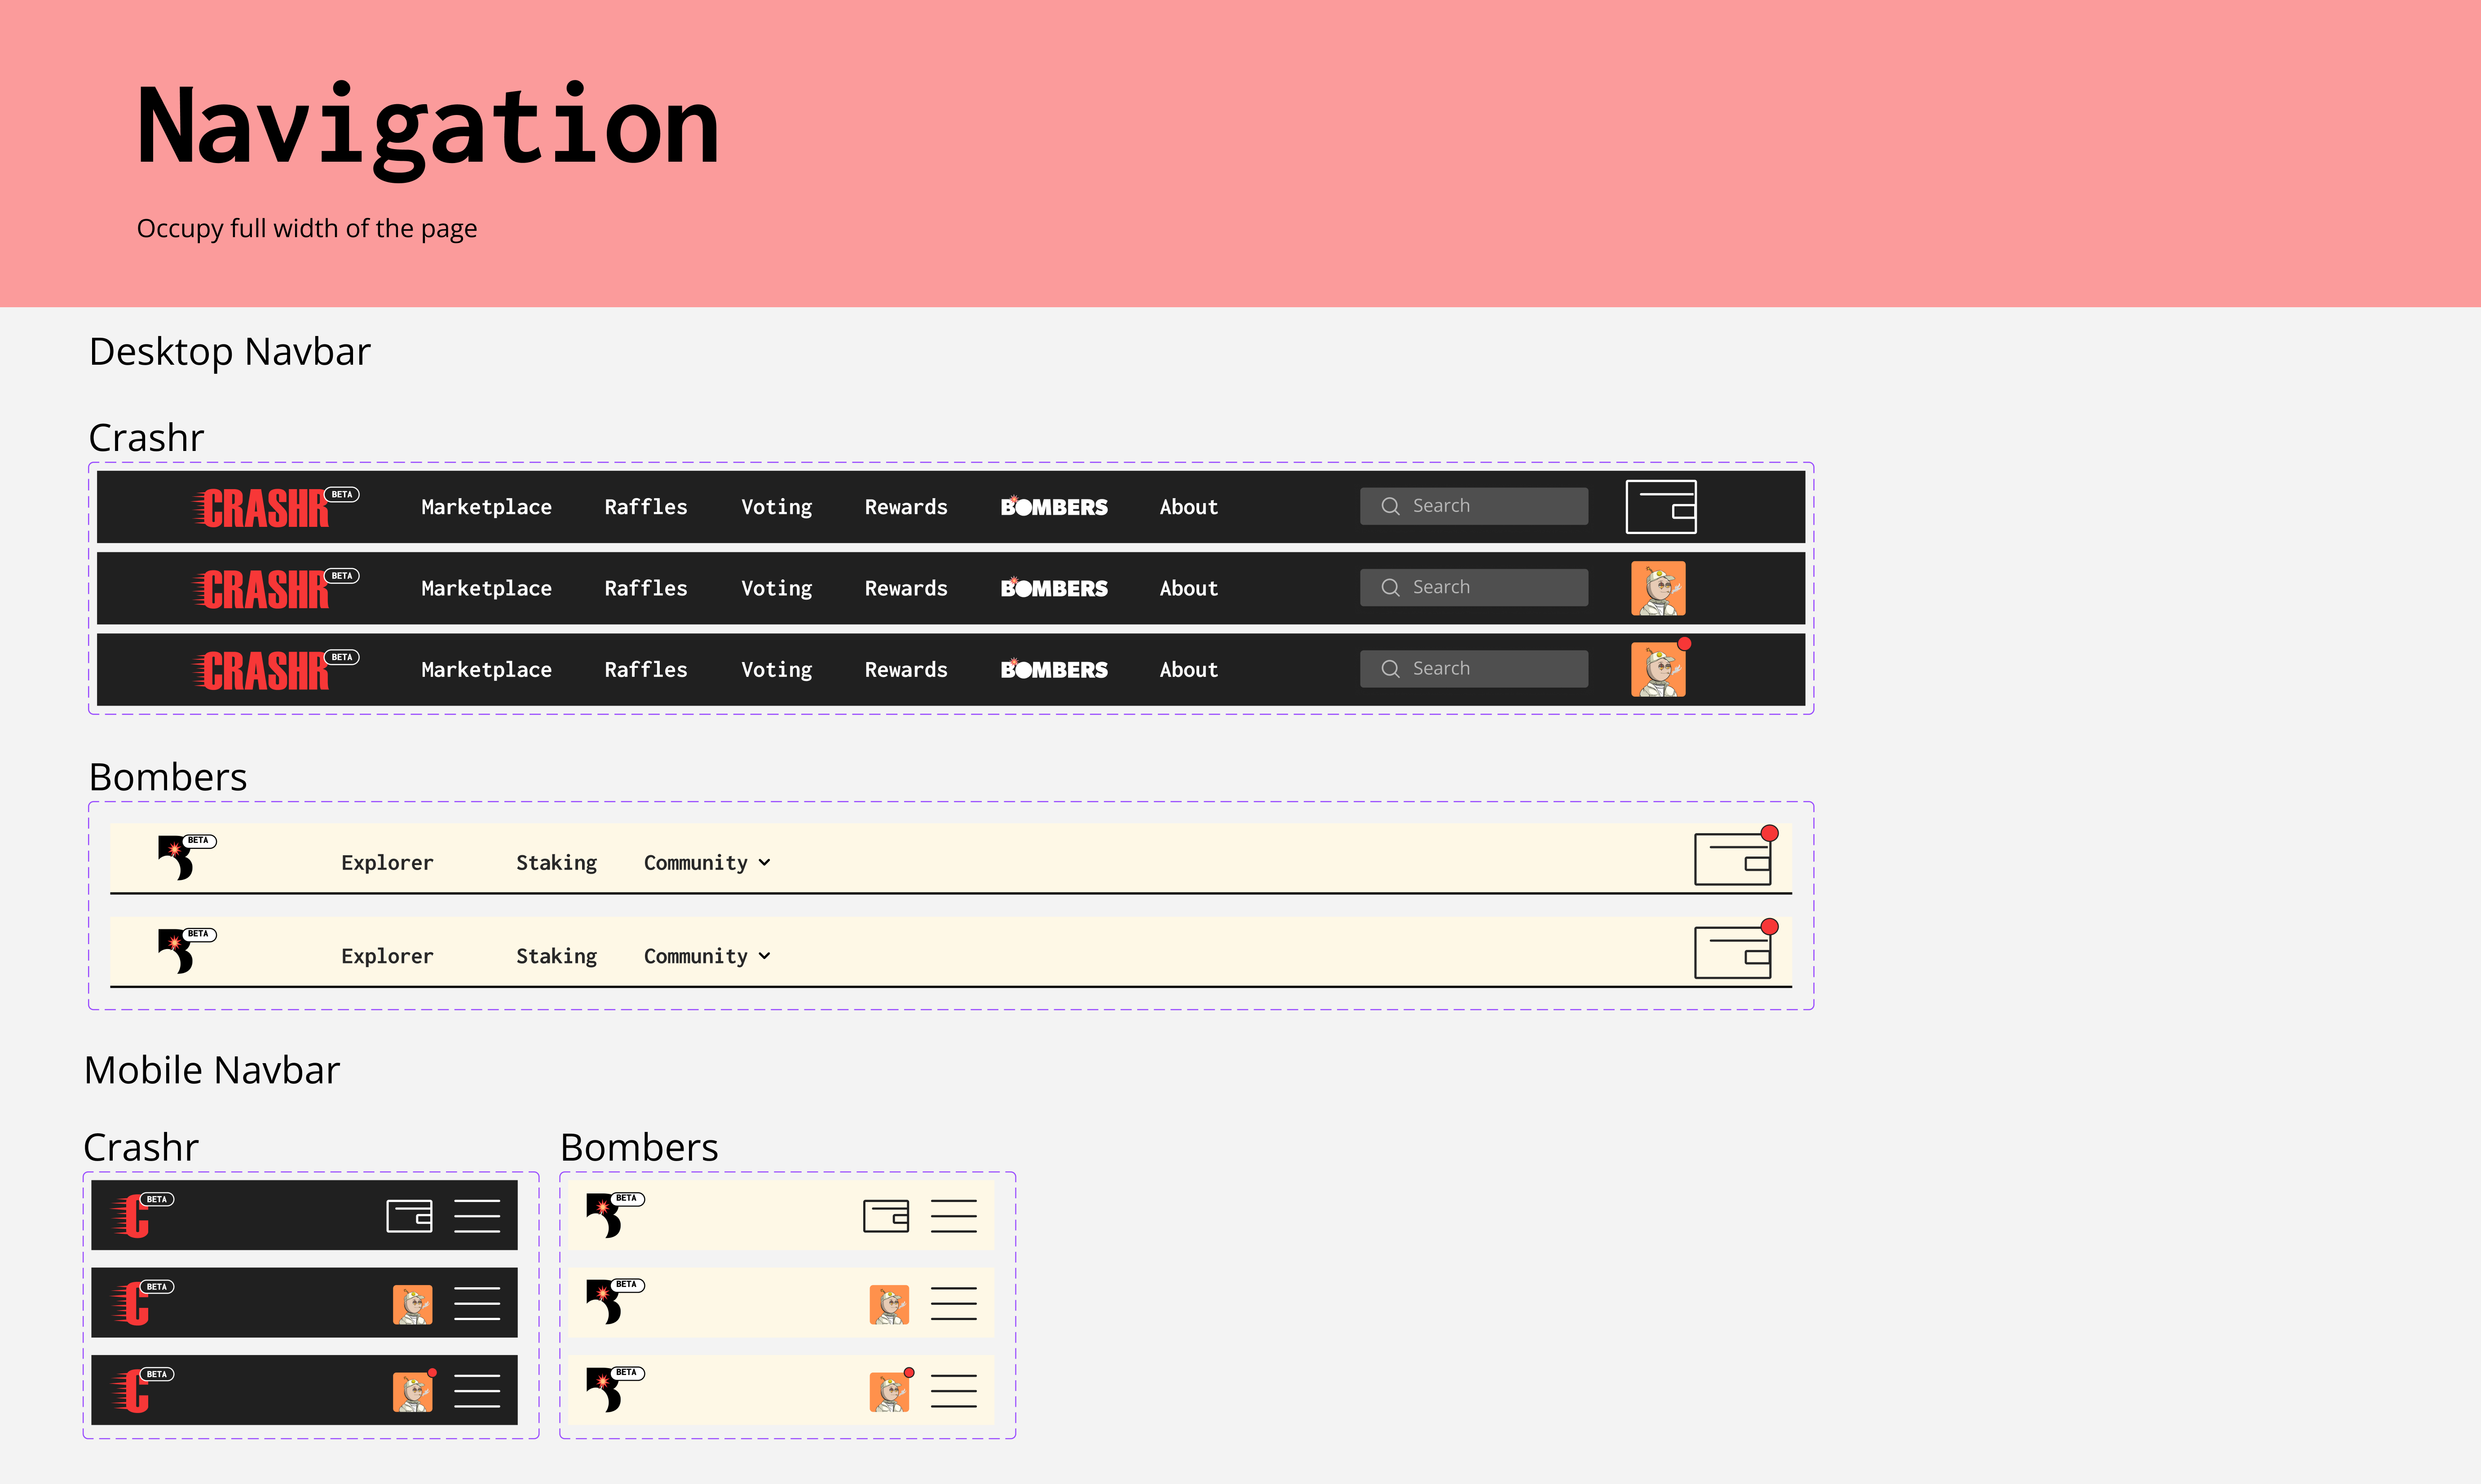 Navigation
Occupy full width of the page
Desktop Navbar
Crashr
CRASHR BETA Marketplace Raffles Voting Rewards BOMBERS About Search
CRASHR BETA Marketplace Raffles Voting Rewards BOMBERS About Search
CRASHR BETA Marketplace Raffles Voting Rewards BOMBERS About Search
Bombers
B BETA Explorer Staking Community
B BETA Explorer Staking Community
Mobile Navbar
Crashr
C BETA
C BETA
C BETA
Bombers
B BETA
B BETA
B BETA